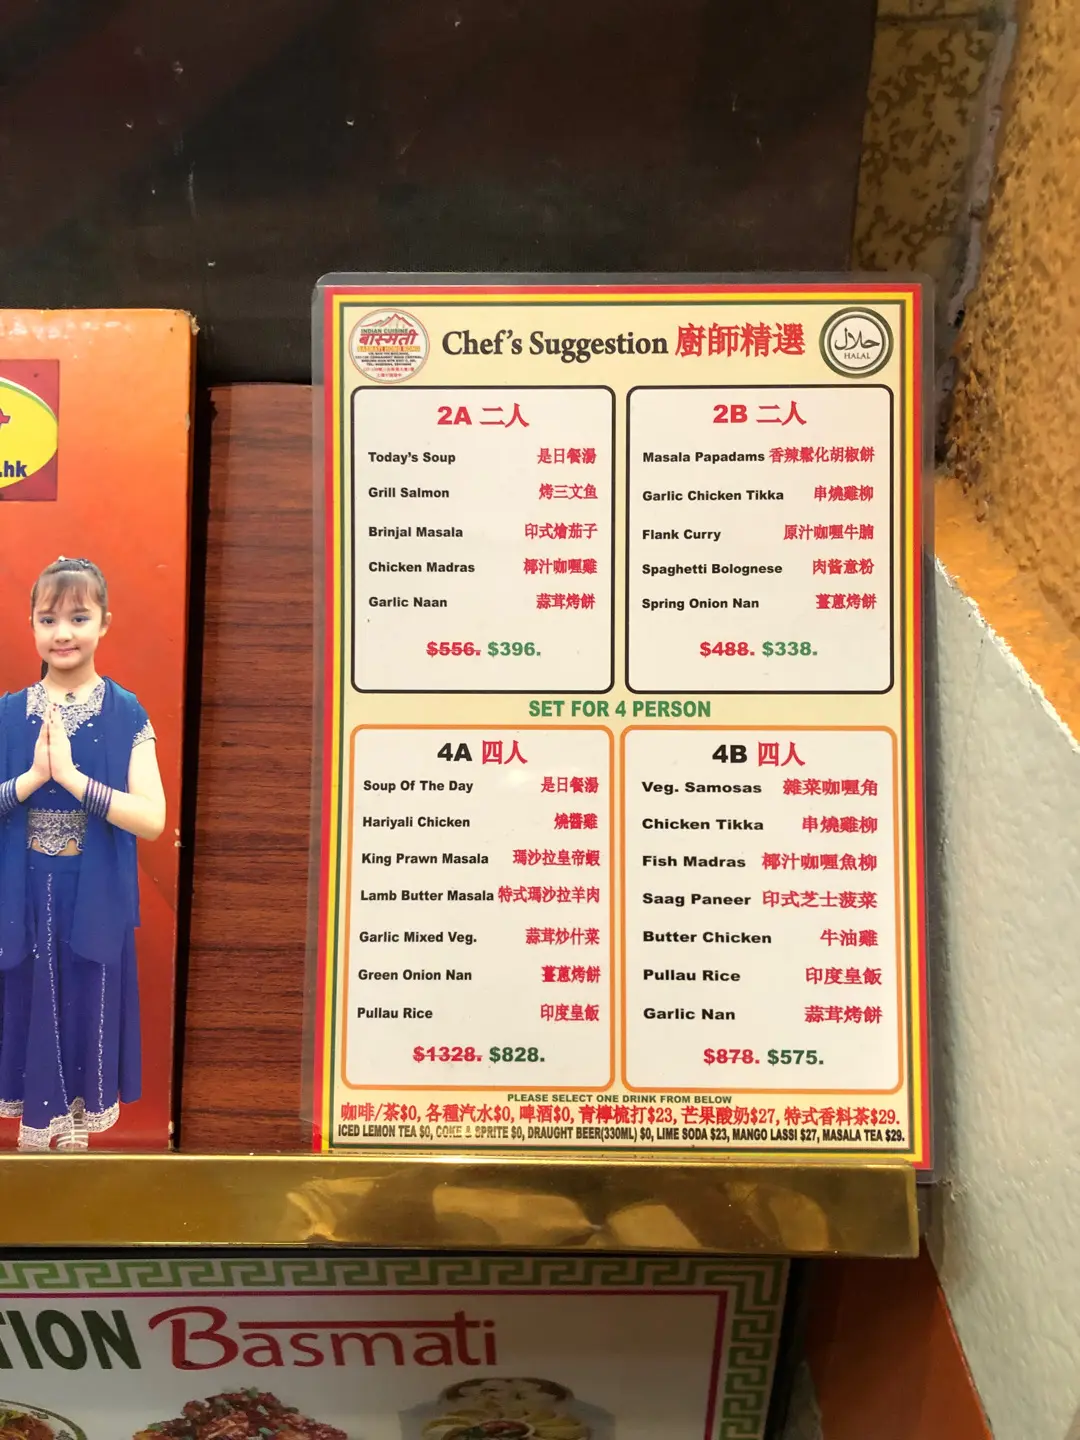 .hk
INDIAN CUISINE
बासमती
Chef's Suggestion 廚師精選
حلال
HALAL
2A 二人
Today's Soup 是日餐湯
Grill Salmon 烤三文鱼
Brinjal Masala 印式燴茄子
Chicken Madras 椰汁咖喱雞
Garlic Naan 蒜茸烤餅
$556. $396.
2B 二人
Masala Papadams 香辣鬆化胡椒餅
Garlic Chicken Tikka 串燒雞柳
Flank Curry 原汁咖喱牛腩
Spaghetti Bolognese 肉酱意粉
Spring Onion Nan 薑蔥烤餅
$488. $338.
SET FOR 4 PERSON
4A 四人
Soup Of The Day 是日餐湯
Hariyali Chicken 燒醬雞
King Prawn Masala 瑪沙拉皇帝蝦
Lamb Butter Masala 特式瑪沙拉羊肉
Garlic Mixed Veg. 蒜茸炒什菜
Green Onion Nan 薑蔥烤餅
Pullau Rice 印度皇飯
$1328. $828.
4B 四人
Veg. Samosas 雜菜咖喱角
Chicken Tikka 串燒雞柳
Fish Madras 椰汁咖喱魚柳
Saag Paneer 印式芝士菠菜
Butter Chicken 牛油雞
Pullau Rice 印度皇飯
Garlic Nan 蒜茸烤餅
$878. $575.
PLEASE SELECT ONE DRINK FROM BELOW
咖啡/茶$0, 各種汽水$0, 啤酒$0, 青檸梳打$23, 芒果酸奶$27, 特式香料茶$29.
ICED LEMON TEA $0, COKE & SPRITE $0, DRAUGHT BEER(330ML) $0, LIME SODA $23, MANGO LASSI $27, MASALA TEA $29.
TION Basmati